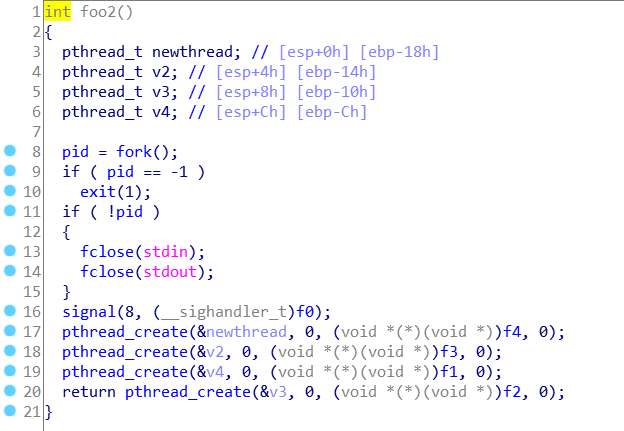 1 int foo2()
2 {
3 pthread_t newthread; // [esp+0h] [ebp-18h]
4 pthread_t v2; // [esp+4h] [ebp-14h]
5 pthread_t v3; // [esp+8h] [ebp-10h]
6 pthread_t v4; // [esp+Ch] [ebp-Ch]
7
8 pid = fork();
9 if ( pid == -1 )
10 exit(1);
11 if ( !pid )
12 {
13 fclose(stdin);
14 fclose(stdout);
15 }
16 signal(8, (__sighandler_t)f0);
17 pthread_create(&newthread, 0, (void *(*)(void *))f4, 0);
18 pthread_create(&v2, 0, (void *(*)(void *))f3, 0);
19 pthread_create(&v4, 0, (void *(*)(void *))f1, 0);
20 return pthread_create(&v3, 0, (void *(*)(void *))f2, 0);
21 }